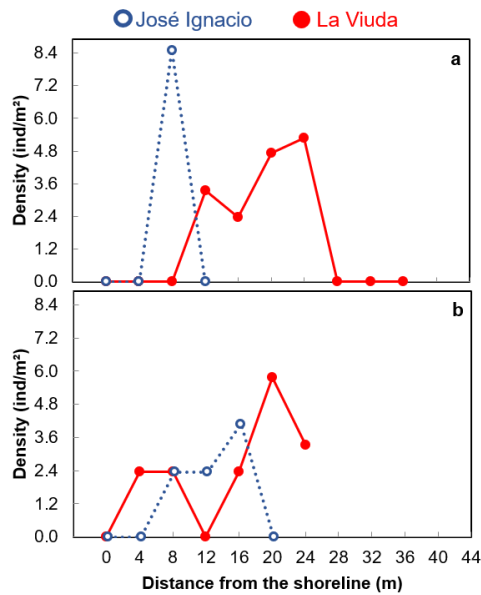 José Ignacio La Viuda
a
Density (ind/m²)
8.4
7.2
6.0
4.8
3.6
2.4
1.2
0.0
b
Density (ind/m²)
8.4
7.2
6.0
4.8
3.6
2.4
1.2
0.0
0 4 8 12 16 20 24 28 32 36 40 44
Distance from the shoreline (m)